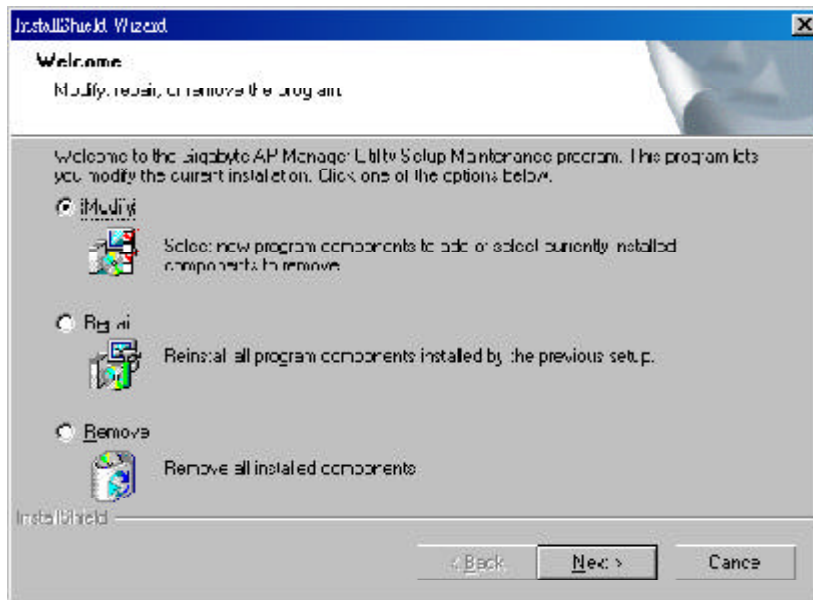 InstallShield Wizard
Welcome
Modify, repair, or remove the program.
Welcome to the Gigabyte AP Manager Utility Setup Maintenance program. This program lets
you modify the current installation. Click one of the options below.
Modify
Select new program components to add or select currently installed
components to remove.
Repair
Reinstall all program components installed by the previous setup.
Remove
Remove all installed components.
InstallShield
< Back
Next >
Cancel